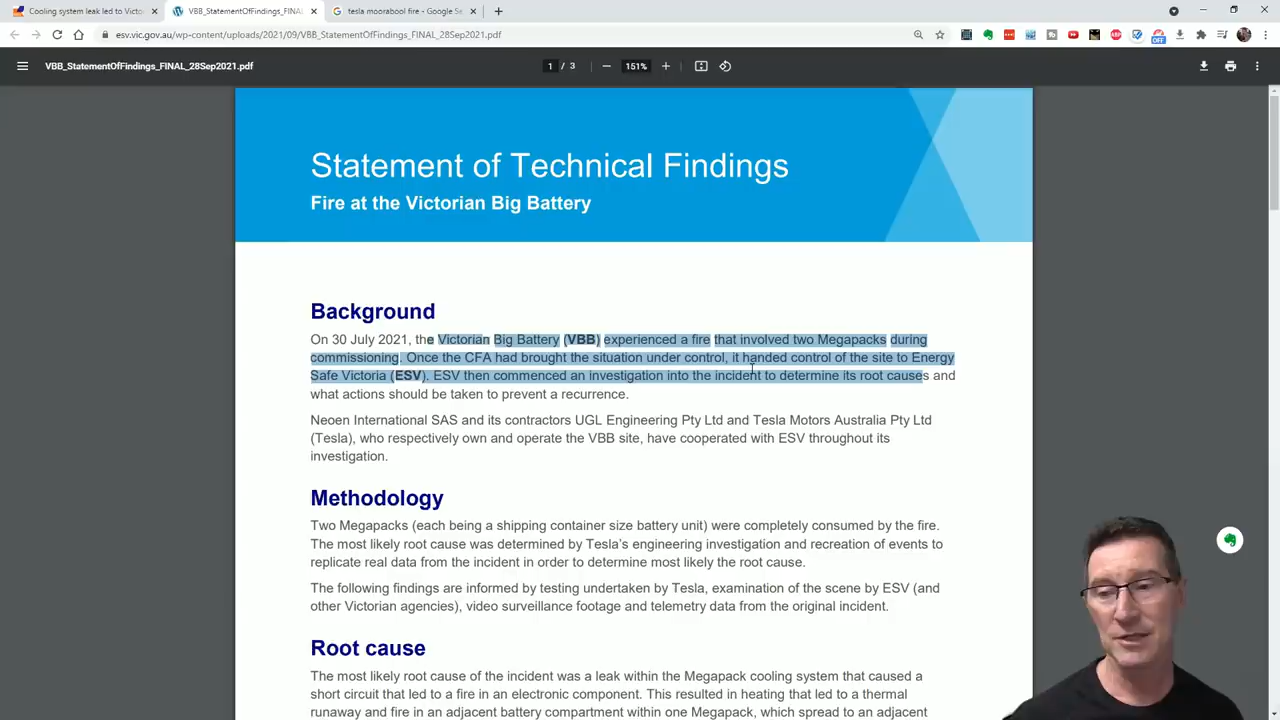 Cooling system leak led to Victo
VBB_StatementOfFindings_FINAL
tesla moorabool fire - Google Se
esv.vic.gov.au/wp-content/uploads/2021/09/VBB_StatementOfFindings_FINAL_28Sep2021.pdf
VBB_StatementOfFindings_FINAL_28Sep2021.pdf
1 / 3
151%
Statement of Technical Findings
Fire at the Victorian Big Battery
Background
On 30 July 2021, the Victorian Big Battery (VBB) experienced a fire that involved two Megapacks during
commissioning. Once the CFA had brought the situation under control, it handed control of the site to Energy
Safe Victoria (ESV). ESV then commenced an investigation into the incident to determine its root causes and
what actions should be taken to prevent a recurrence.
Neoen International SAS and its contractors UGL Engineering Pty Ltd and Tesla Motors Australia Pty Ltd
(Tesla), who respectively own and operate the VBB site, have cooperated with ESV throughout its
investigation.
Methodology
Two Megapacks (each being a shipping container size battery unit) were completely consumed by the fire.
The most likely root cause was determined by Tesla's engineering investigation and recreation of events to
replicate real data from the incident in order to determine most likely the root cause.
The following findings are informed by testing undertaken by Tesla, examination of the scene by ESV (and
other Victorian agencies), video surveillance footage and telemetry data from the original incident.
Root cause
The most likely root cause of the incident was a leak within the Megapack cooling system that caused a
short circuit that led to a fire in an electronic component. This resulted in heating that led to a thermal
runaway and fire in an adjacent battery compartment within one Megapack, which spread to an adjacent